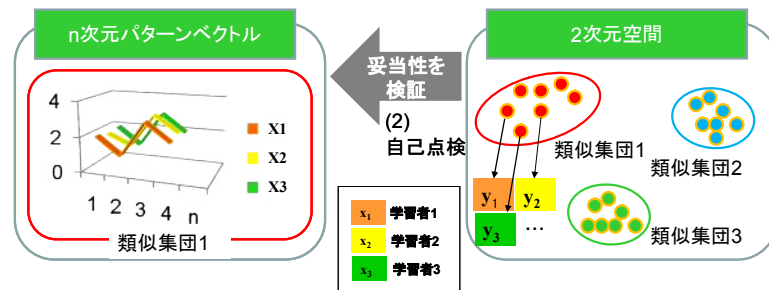 n次元パターンベクトル
4
2
0
1 2 3 4 n
X1
X2
X3
類似集団1
妥当性を
検証
(2)
自己点検
x₁ 学習者1
x₂ 学習者2
x₃ 学習者3
2次元空間
類似集団1
類似集団2
y₁ y₂
y₃ …
類似集団3